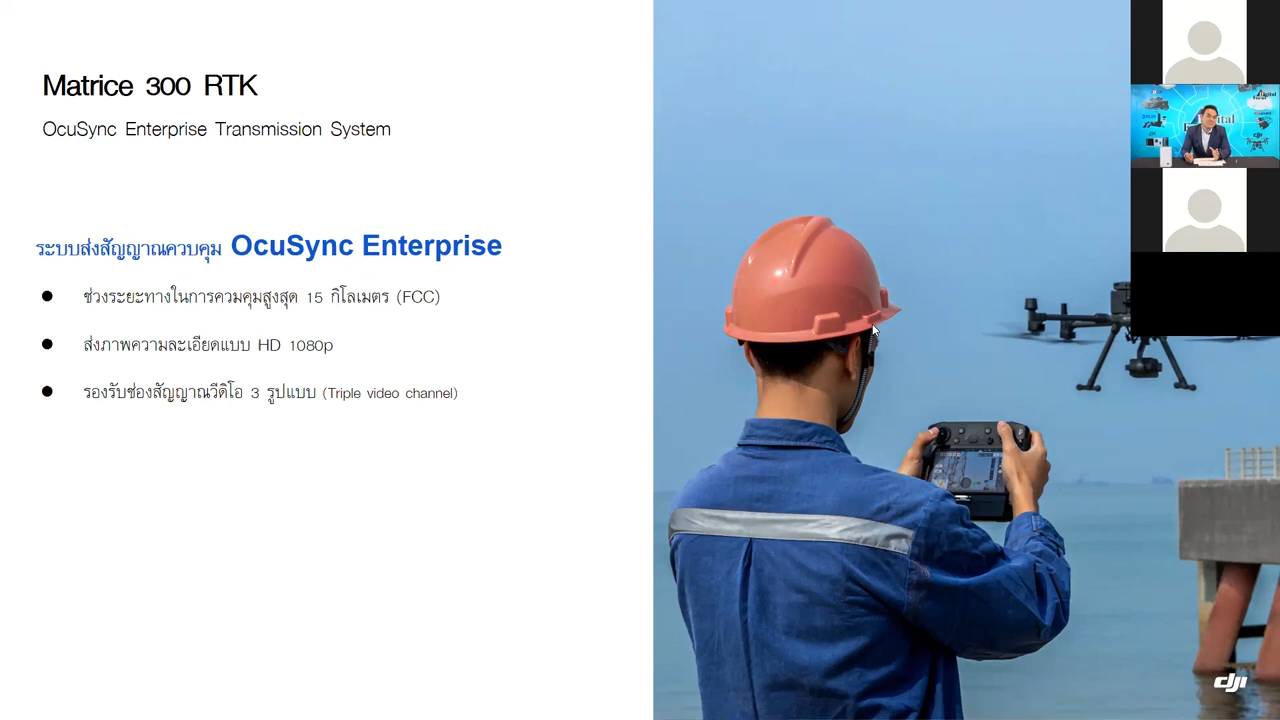 Matrice 300 RTK
OcuSync Enterprise Transmission System
ระบบส่งสัญญาณควบคุม OcuSync Enterprise
● ช่วงระยะทางในการควมคุมสูงสุด 15 กิโลเมตร (FCC)
● ส่งภาพความละเอียดแบบ HD 1080p
● รองรับช่องสัญญาณวีดิโอ 3 รูปแบบ (Triple video channel)
dji